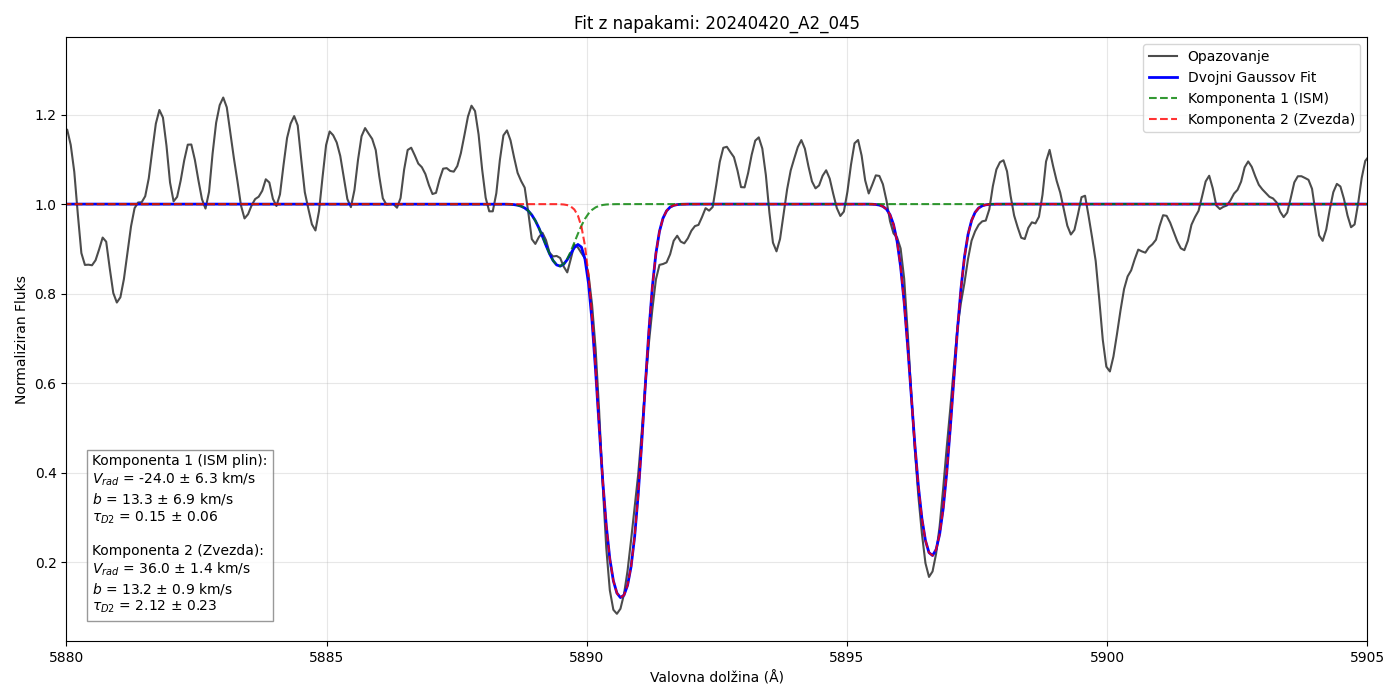 Fit z napakami: 20240420_A2_045
Normaliziran Fluks
1.2
1.0
0.8
0.6
0.4
0.2
Opazovanje
Dvojni Gaussov Fit
Komponenta 1 (ISM)
Komponenta 2 (Zvezda)
Komponenta 1 (ISM plin):
V_rad = -24.0 ± 6.3 km/s
b = 13.3 ± 6.9 km/s
τ_D2 = 0.15 ± 0.06
Komponenta 2 (Zvezda):
V_rad = 36.0 ± 1.4 km/s
b = 13.2 ± 0.9 km/s
τ_D2 = 2.12 ± 0.23
5880 5885 5890 5895 5900 5905
Valovna dolžina (Å)